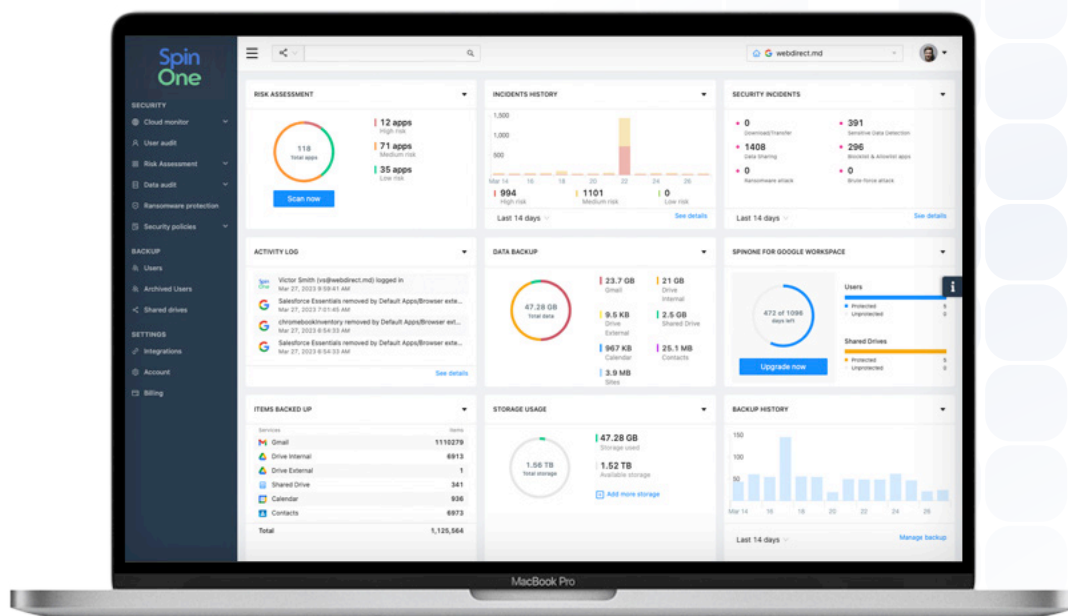 Spin
One
webdirect.md
SECURITY
Cloud monitor
User audit
Risk Assessment
Data audit
Ransomware protection
Security policies
BACKUP
Users
Archived Users
Shared drives
SETTINGS
Integrations
Account
Billing
RISK ASSESSMENT
118
Total apps
12 apps
High risk
71 apps
Medium risk
35 apps
Low risk
Scan now
INCIDENTS HISTORY
1,500
1,000
500
Mar 14 16 18 20 22 24 26
994
High risk
1101
Medium risk
0
Low risk
Last 14 days
See details
SECURITY INCIDENTS
0
Download/Transfer
391
Sensitive Data Detection
1408
Data Sharing
296
Blocklist & Allowlist apps
0
Ransomware attack
0
Brute-force attack
Last 14 days
See details
ACTIVITY LOG
Spin
One
Victor Smith (vs@webdirect.md) logged in
Mar 27, 2023 9:59:41 AM
Salesforce Essentials removed by Default Apps/Browser exte...
Mar 27, 2023 7:01:45 AM
chromebookinventory removed by Default Apps/Browser ext...
Mar 27, 2023 6:54:33 AM
Salesforce Essentials removed by Default Apps/Browser exte...
Mar 27, 2023 6:54:33 AM
See details
DATA BACKUP
47.28 GB
Total data
23.7 GB
Gmail
21 GB
Drive
Internal
9.5 KB
Drive
External
2.5 GB
Shared Drive
967 KB
Calendar
25.1 MB
Contacts
3.9 MB
Sites
SPINONE FOR GOOGLE WORKSPACE
472 of 1096
days left
Upgrade now
Users
Protected 5
Unprotected 0
Shared Drives
Protected 5
Unprotected 0
i
ITEMS BACKED UP
Services Items
Gmail 1110279
Drive Internal 6913
Drive External 1
Shared Drive 341
Calendar 936
Contacts 6973
Total 1,125,564
STORAGE USAGE
1.56 TB
Total storage
47.28 GB
Storage used
1.52 TB
Available storage
Add more storage
BACKUP HISTORY
150
100
50
Mar 14 16 18 20 22 24 26
Last 14 days
Manage backup
MacBook Pro